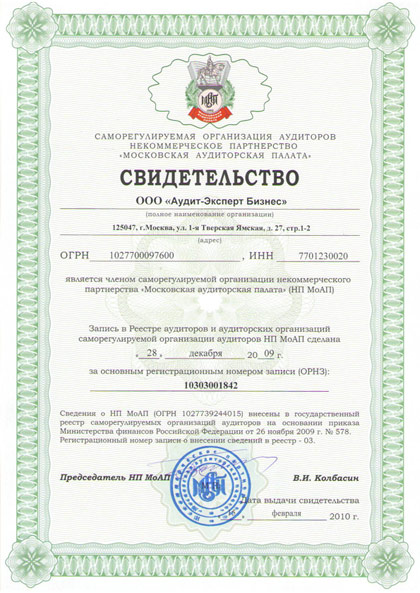 САМОРЕГУЛИРУЕМАЯ ОРГАНИЗАЦИЯ АУДИТОРОВ
НЕКОММЕРЧЕСКОЕ ПАРТНЕРСТВО
«МОСКОВСКАЯ АУДИТОРСКАЯ ПАЛАТА»
СВИДЕТЕЛЬСТВО
ООО «Аудит-Эксперт Бизнес»
(полное наименование организации)
125047, г.Москва, ул. 1-я Тверская Ямская, д. 27, стр.1-2
(адрес)
ОГРН 1027700097600 , ИНН 7701230020
является членом саморегулируемой организации некоммерческого
партнерства «Московская аудиторская палата» (НП МоАП)
Запись в Реестре аудиторов и аудиторских организаций
саморегулируемой организации аудиторов НП МоАП сделана
„ 28 „ декабря 20 09 г.
за основным регистрационным номером записи (ОРНЗ):
10303001842
Сведения о НП МоАП (ОГРН 1027739244015) внесены в государственный
реестр саморегулируемых организаций аудиторов на основании приказа
Министерства финансов Российской Федерации от 26 ноября 2009 г. № 578.
Регистрационный номер записи о внесении сведений в реестр - 03.
Председатель НП МоАП В.И. Колбасин
Дата выдачи свидетельства
февраля 2010 г.